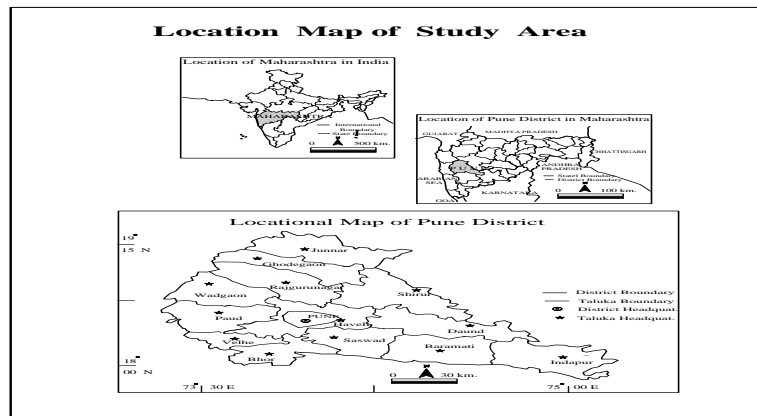 Location Map of Study Area
Location of Maharashtra in India
MAHARASHTRA
International
Boundary
State Boundary
N
0 500 km.
Location of Pune District in Maharashtra
GUJARAT
MADHYA PRADESH
CHHATTISGARH
PUNE
ANDHRA
PRADESH
ARABIAN
SEA
State Boundary
District Boundary
KARNATAKA
GOA
N
0 100 km.
Locational Map of Pune District
19°
15 N
Junnar
Ghodegaon
Rajgurunagar
Wadgaon
Shirur
District Boundary
Taluka Boundary
District Headquat.
Taluka Headquat.
Paud
PUNE
Haveli
Daund
Velhe
Saswad
Baramati
Bhor
Indapur
18°
00 N
N
0 30 km.
73° 30 E
75° 00 E